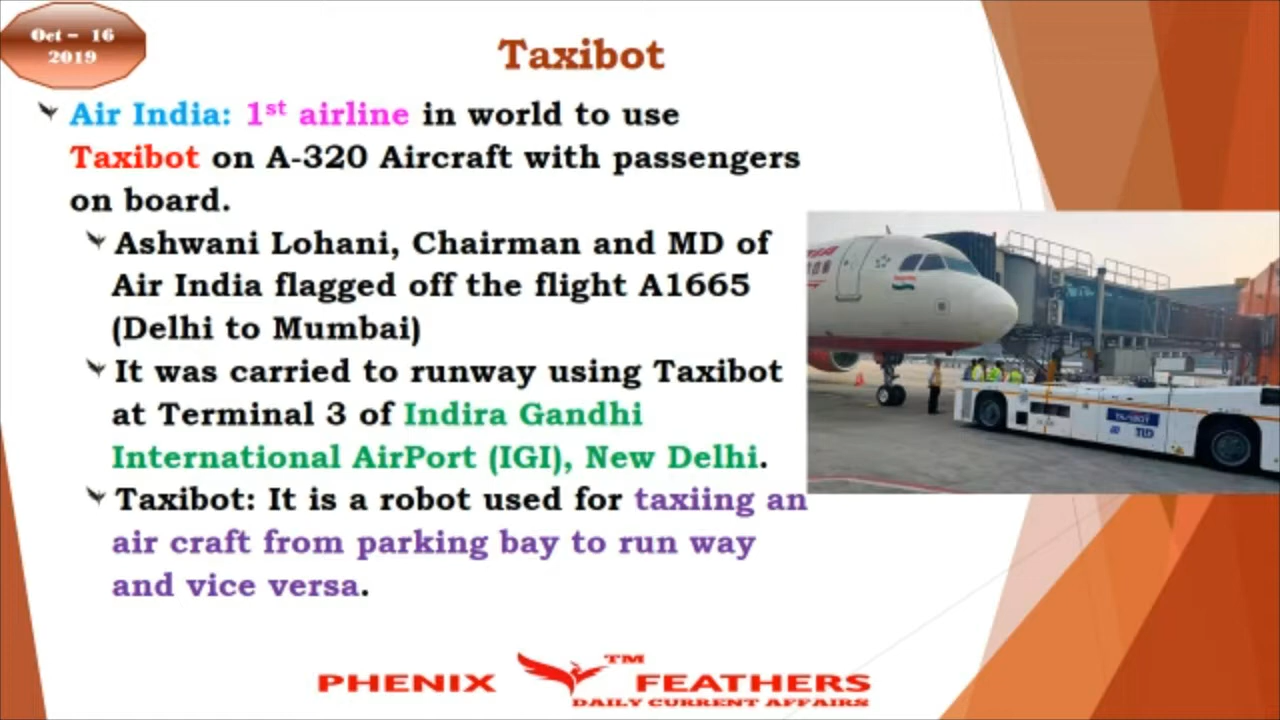 Oct – 16
2019
Taxibot
Air India: 1st airline in world to use
Taxibot on A-320 Aircraft with passengers
on board.
Ashwani Lohani, Chairman and MD of
Air India flagged off the flight A1665
(Delhi to Mumbai)
It was carried to runway using Taxibot
at Terminal 3 of Indira Gandhi
International AirPort (IGI), New Delhi.
Taxibot: It is a robot used for taxiing an
air craft from parking bay to run way
and vice versa.
TAXIBOT
TLD
PHENIX FEATHERS TM
DAILY CURRENT AFFAIRS